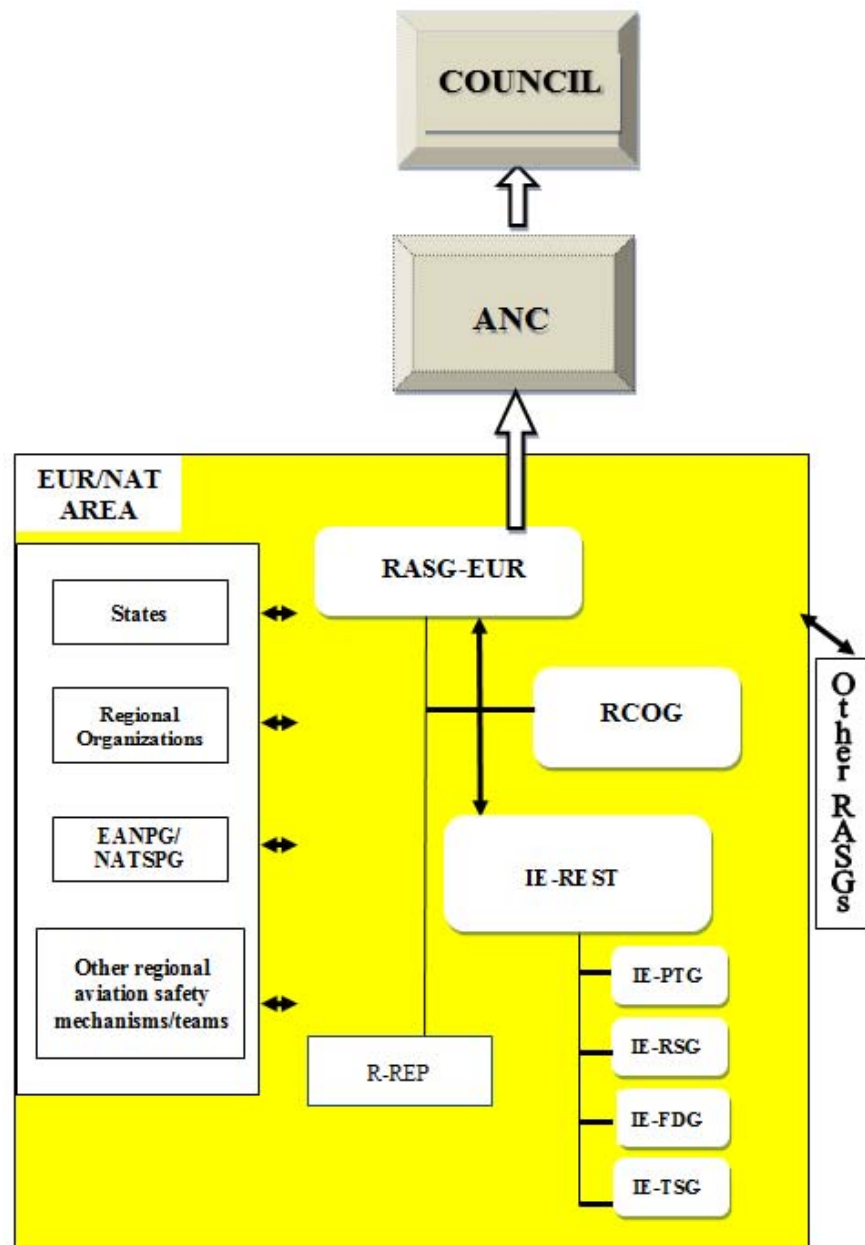 COUNCIL
ANC
EUR/NAT
AREA
RASG-EUR
States
Regional
Organizations
EANPG/
NATSPG
Other regional
aviation safety
mechanisms/teams
RCOG
Other RASGs
IE-REST
IE-PTG
IE-RSG
IE-FDG
IE-TSG
R-REP